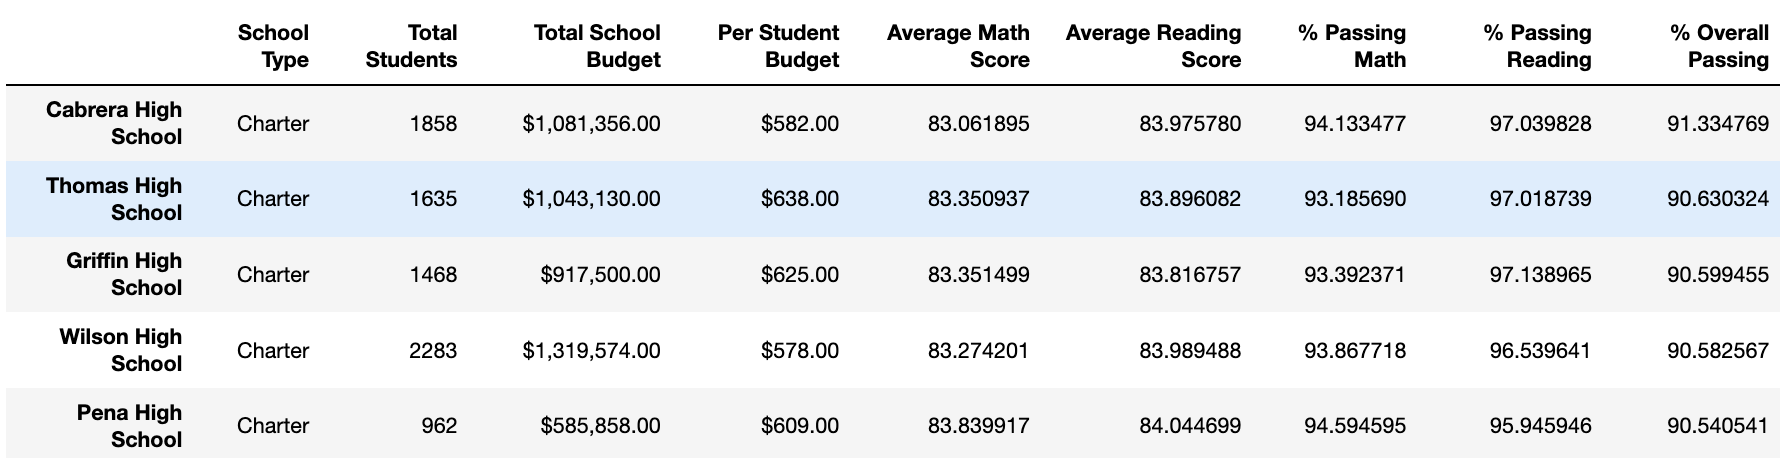 School Type Total Students Total School Budget Per Student Budget Average Math Score Average Reading Score % Passing Math % Passing Reading % Overall Passing
Cabrera High School Charter 1858 $1,081,356.00 $582.00 83.061895 83.975780 94.133477 97.039828 91.334769
Thomas High School Charter 1635 $1,043,130.00 $638.00 83.350937 83.896082 93.185690 97.018739 90.630324
Griffin High School Charter 1468 $917,500.00 $625.00 83.351499 83.816757 93.392371 97.138965 90.599455
Wilson High School Charter 2283 $1,319,574.00 $578.00 83.274201 83.989488 93.867718 96.539641 90.582567
Pena High School Charter 962 $585,858.00 $609.00 83.839917 84.044699 94.594595 95.945946 90.540541